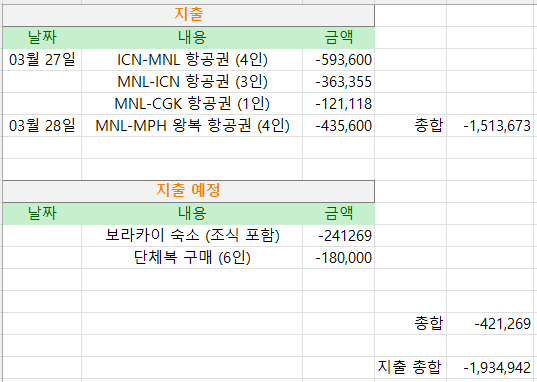 지출
날짜 내용 금액
03월 27일 ICN-MNL 항공권 (4인) -593,600
MNL-ICN 항공권 (3인) -363,355
MNL-CGK 항공권 (1인) -121,118
03월 28일 MNL-MPH 왕복 항공권 (4인) -435,600 총합 -1,513,673
지출 예정
날짜 내용 금액
보라카이 숙소 (조식 포함) -241269
단체복 구매 (6인) -180,000
총합 -421,269
지출 총합 -1,934,942